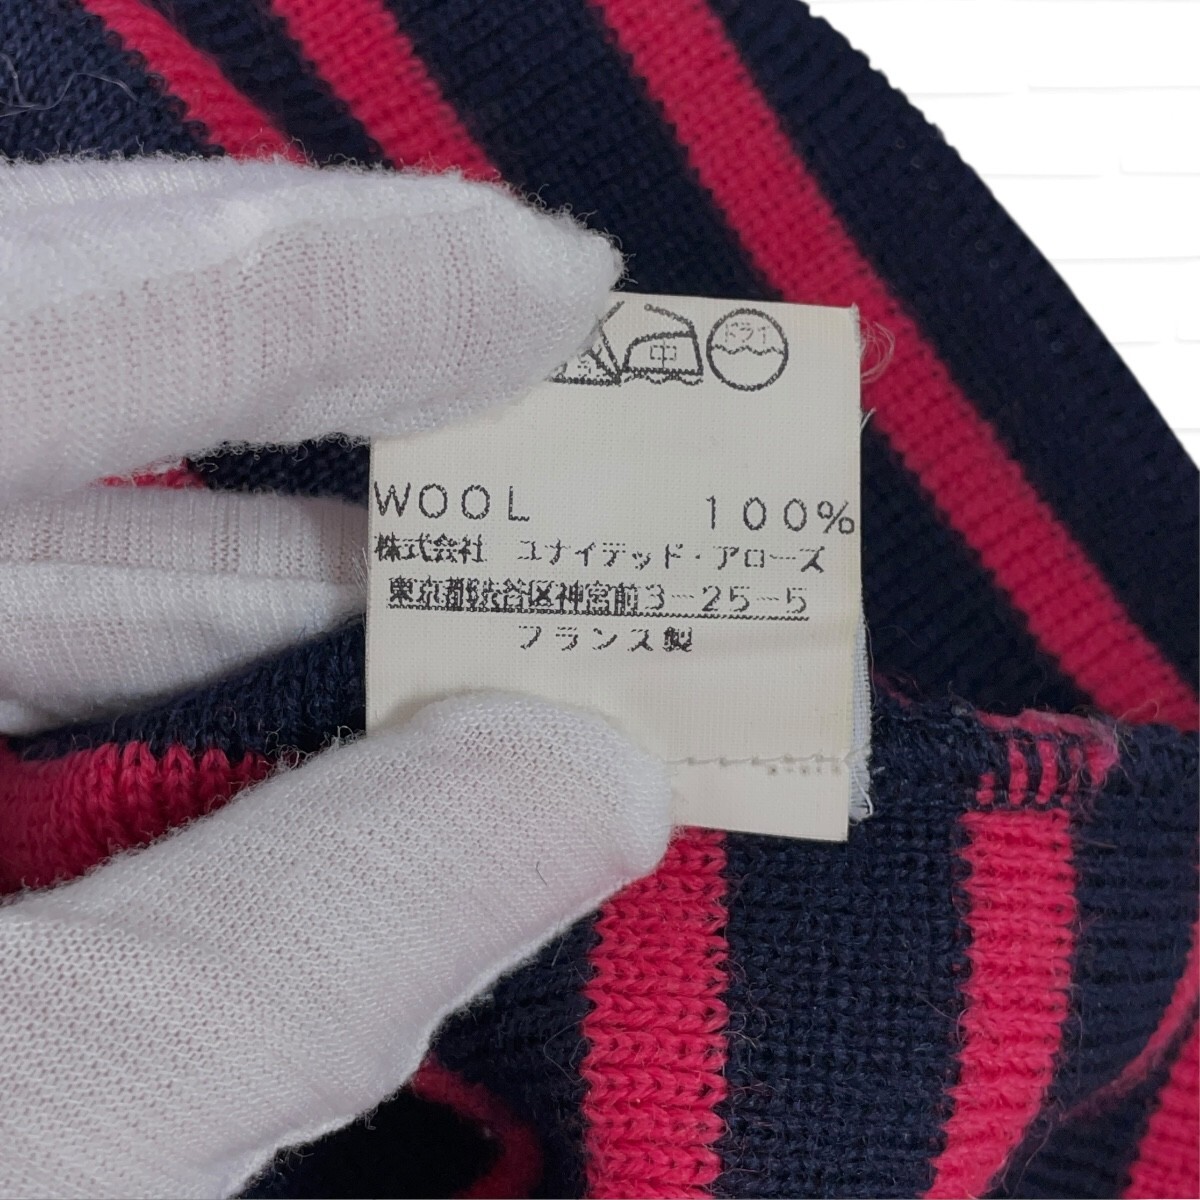 中 ドライ
WOOL 100%
株式会社 ユナイテッド・アローズ
東京都渋谷区神宮前3-25-5
フランス製